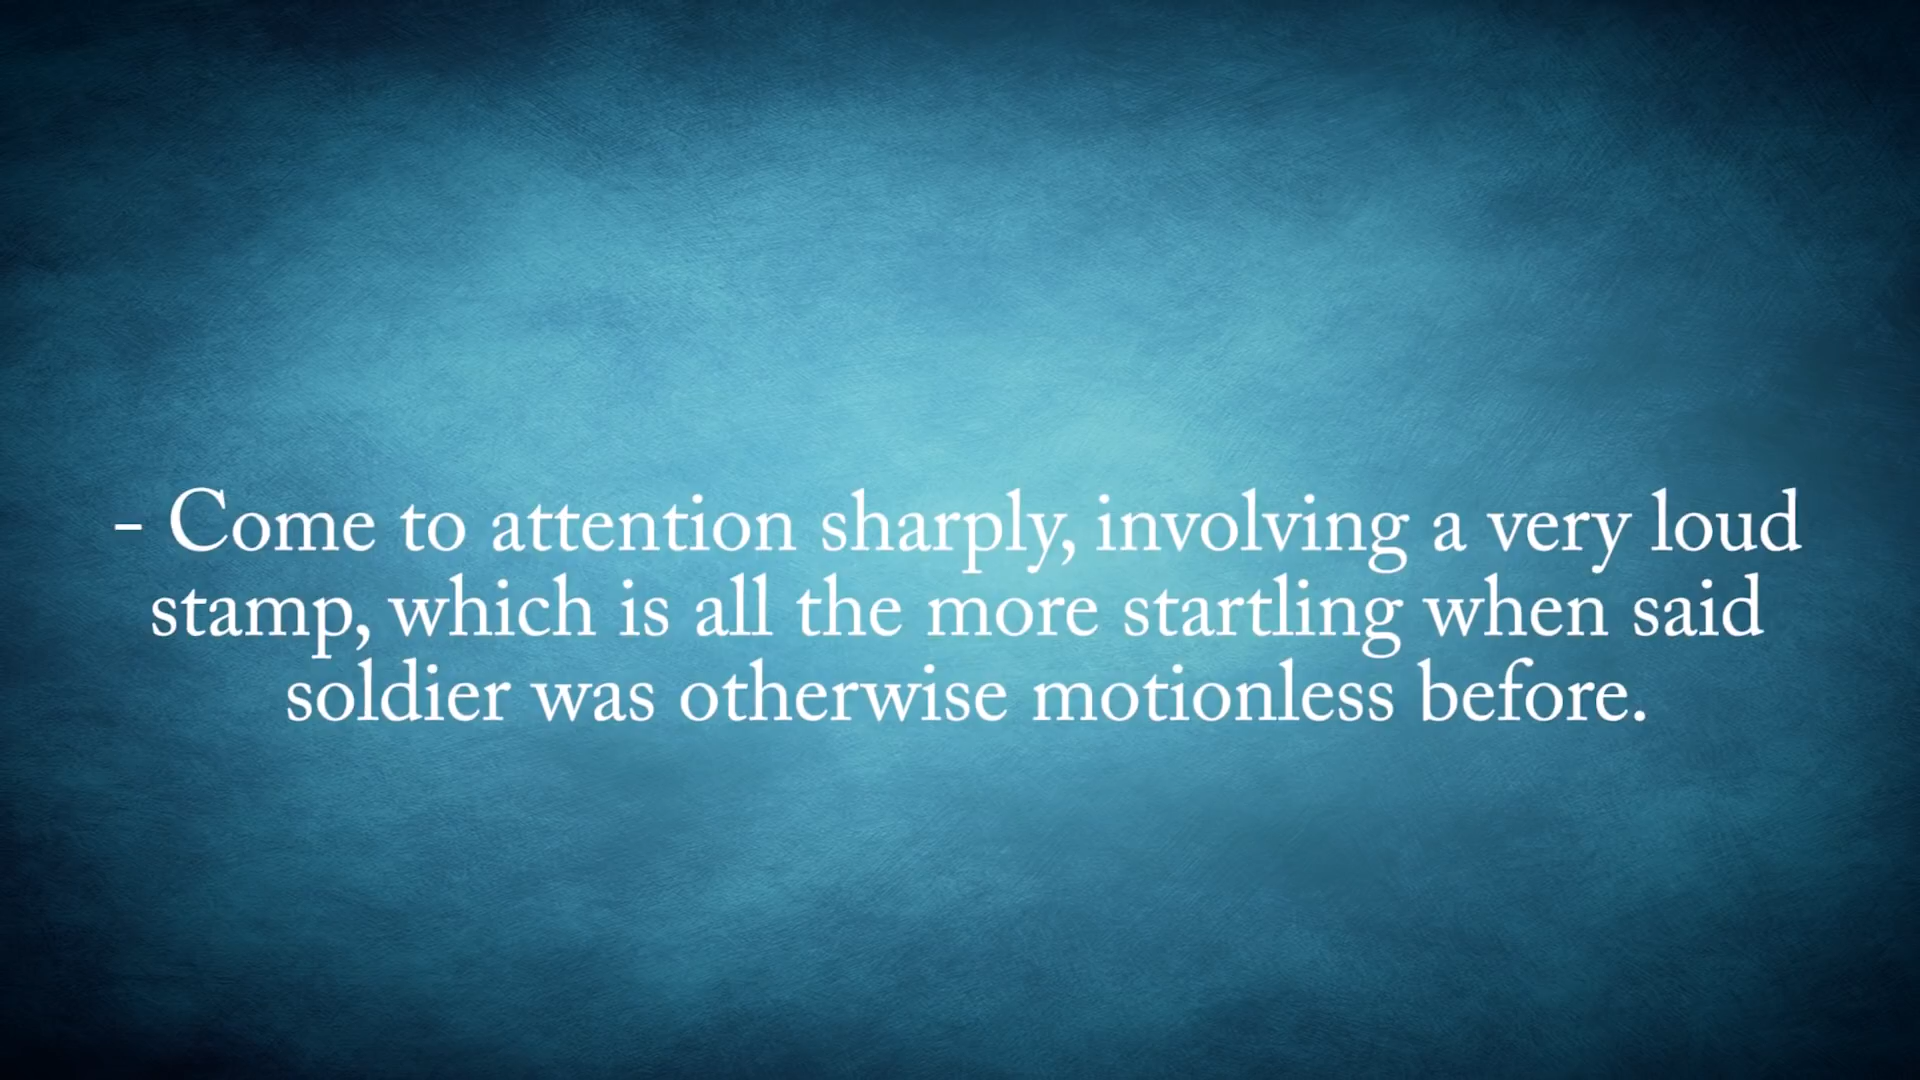 - Come to attention sharply, involving a very loud
stamp, which is all the more startling when said
soldier was otherwise motionless before.